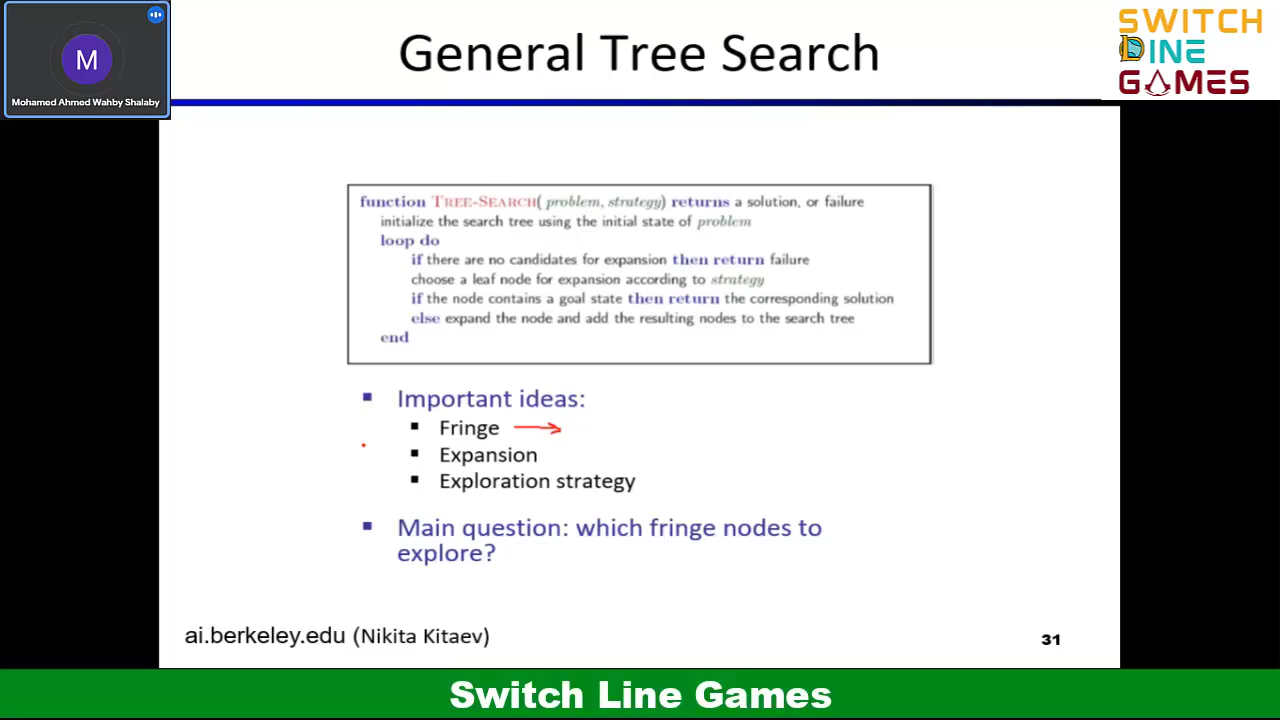 M
Mohamed Ahmed Wahby Shalaby
General Tree Search
SWITCH
LINE
GAMES
function TREE-SEARCH( problem, strategy) returns a solution, or failure
initialize the search tree using the initial state of problem
loop do
if there are no candidates for expansion then return failure
choose a leaf node for expansion according to strategy
if the node contains a goal state then return the corresponding solution
else expand the node and add the resulting nodes to the search tree
end
Important ideas:
Fringe
Expansion
Exploration strategy
Main question: which fringe nodes to
explore?
ai.berkeley.edu (Nikita Kitaev)
31
Switch Line Games